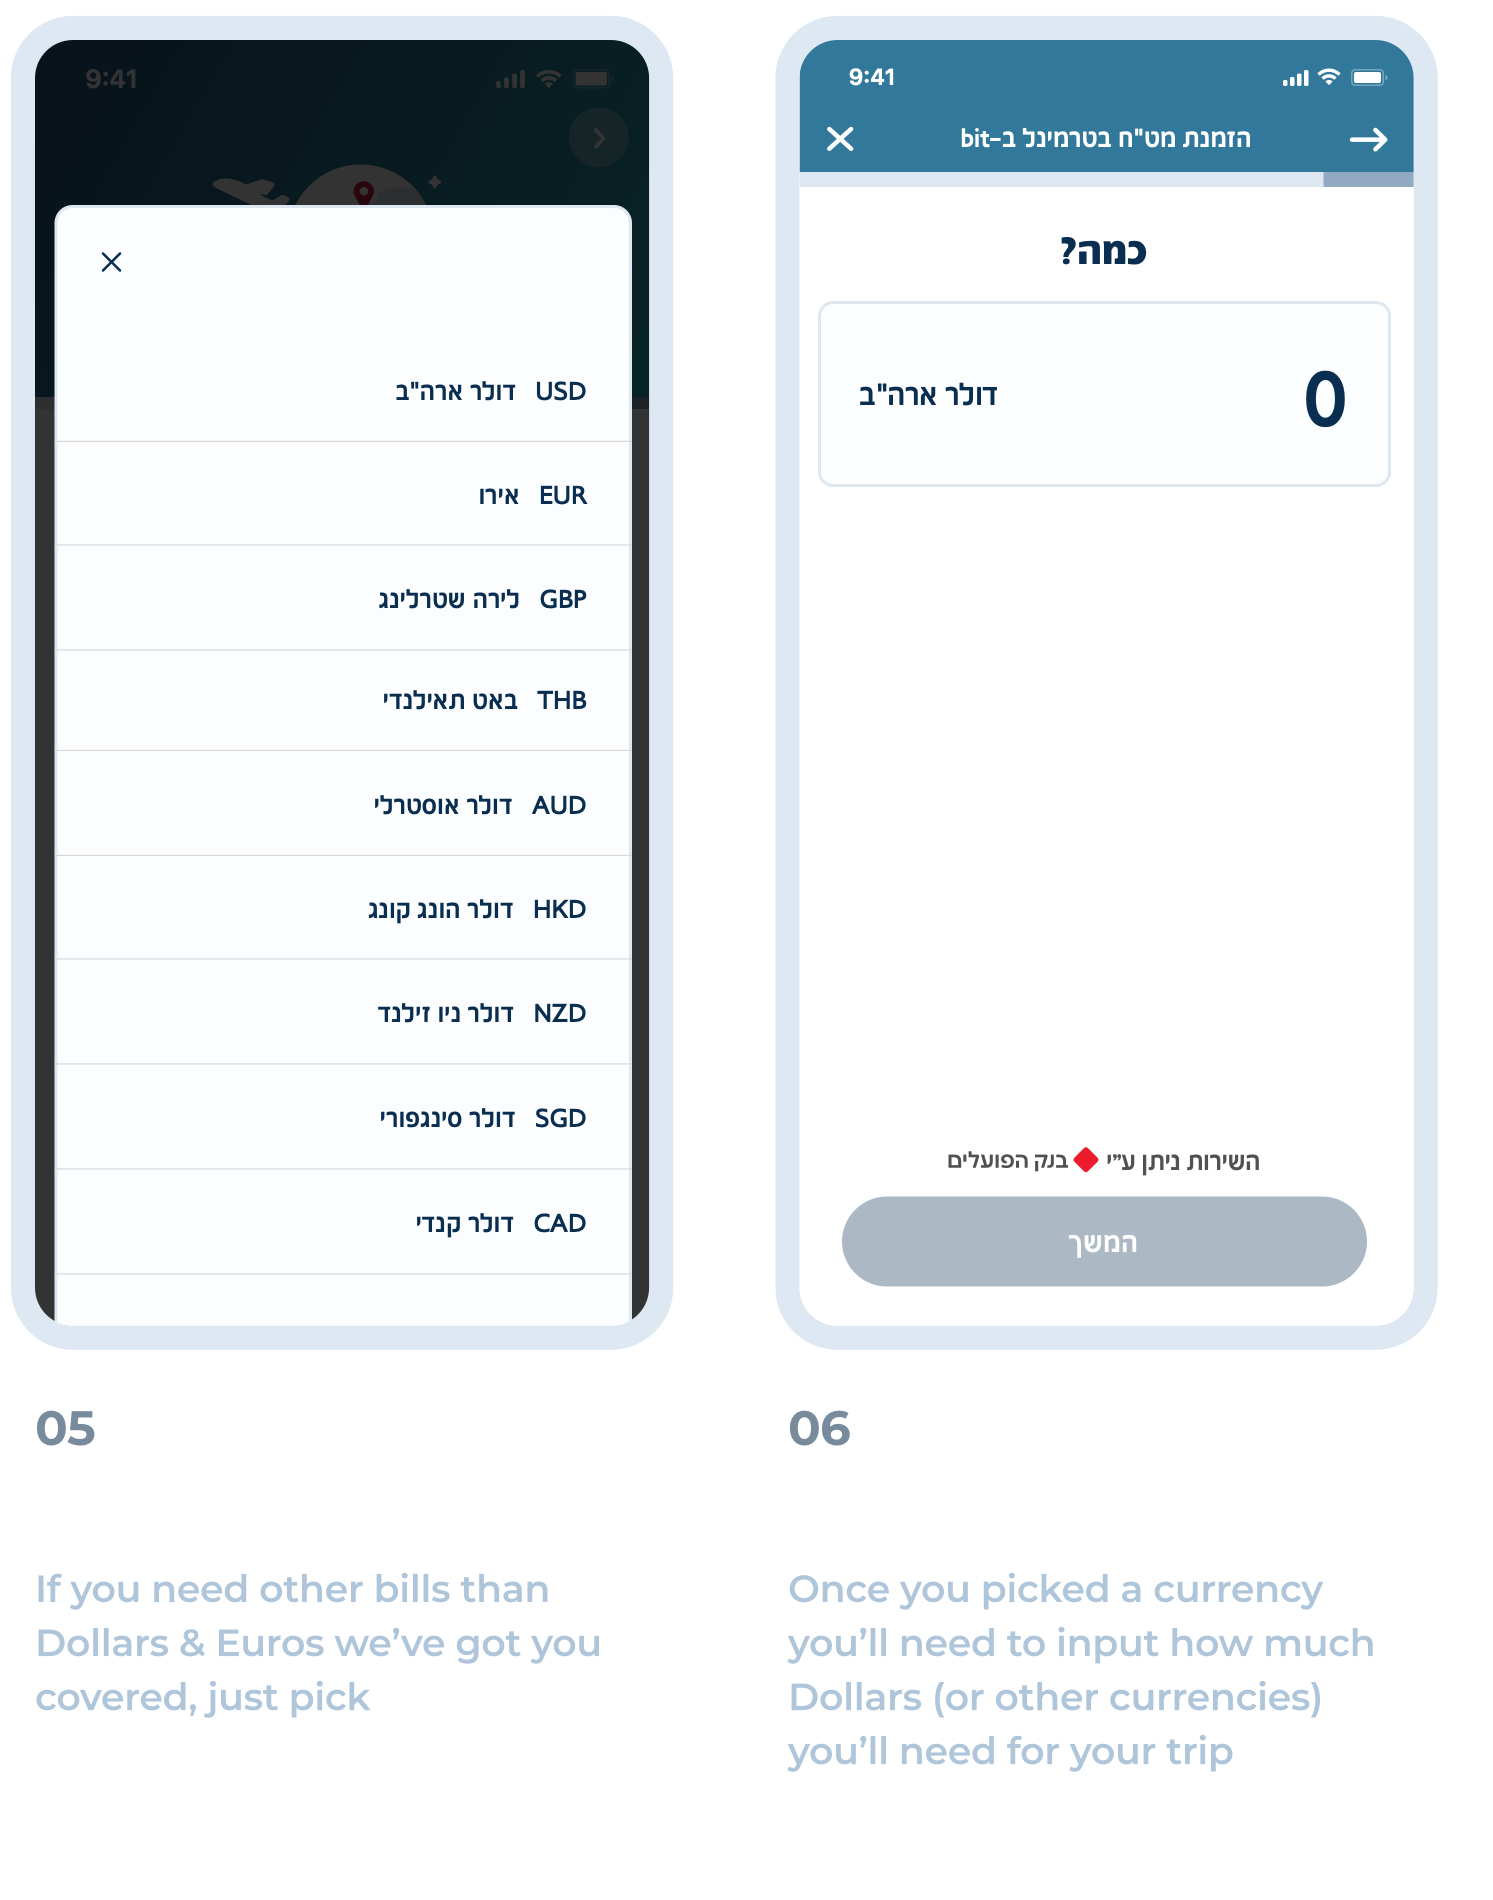 9:41
USD דולר ארה"ב
EUR אירו
GBP לירה שטרלינג
THB באט תאילנדי
AUD דולר אוסטרלי
HKD דולר הונג קונג
NZD דולר ניו זילנד
SGD דולר סינגפורי
CAD דולר קנדי
05
If you need other bills than
Dollars & Euros we’ve got you
covered, just pick
9:41
הזמנת מט"ח בטרמינל ב-bit
כמה?
0 דולר ארה"ב
השירות ניתן ע״י בנק הפועלים
המשך
06
Once you picked a currency
you’ll need to input how much
Dollars (or other currencies)
you’ll need for your trip